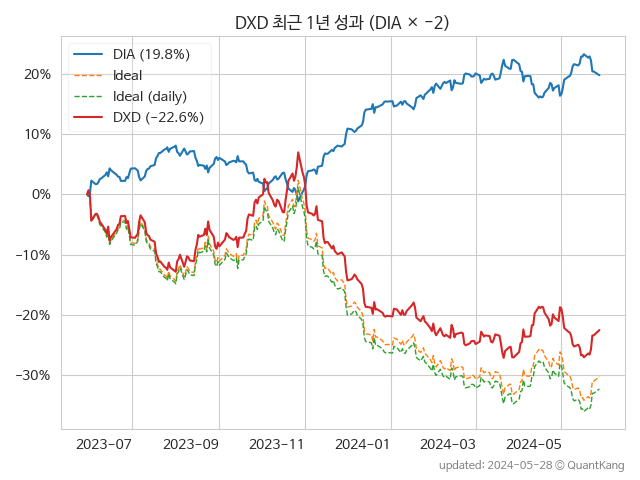 DXD 최근 1년 성과 (DIA × −2)
DIA (19.8%)
Ideal
Ideal (daily)
DXD (−22.6%)
20%
10%
0%
−10%
−20%
−30%
2023−07 2023−09 2023−11 2024−01 2024−03 2024−05
updated: 2024-05-28 © QuantKang